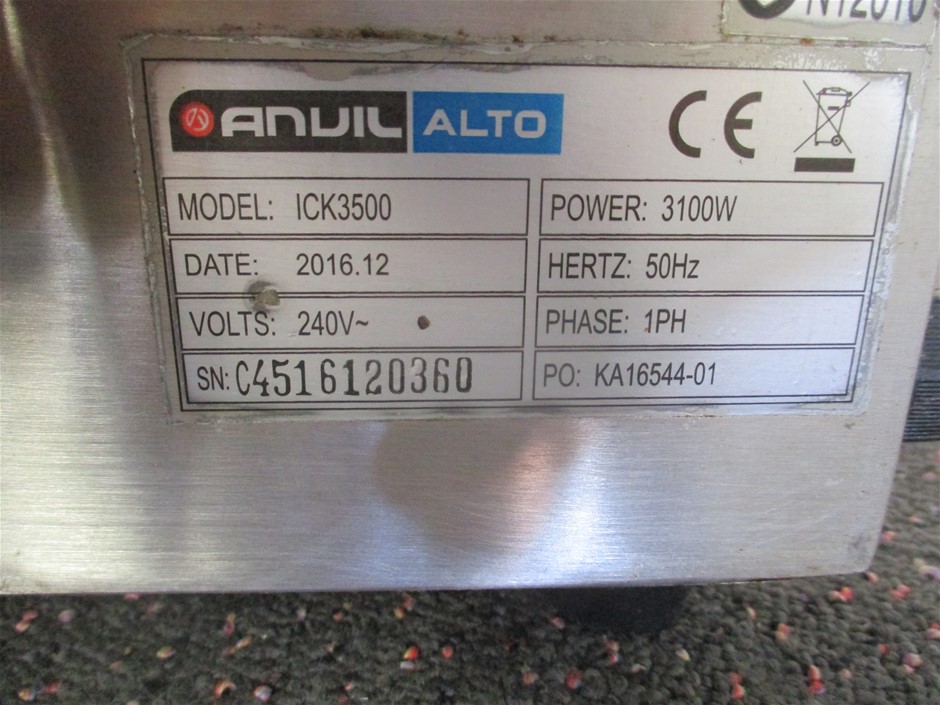 N12010
ANVIL ALTO CE
MODEL: ICK3500
POWER: 3100W
DATE: 2016.12
HERTZ: 50Hz
VOLTS: 240V~
PHASE: 1PH
SN: C4516120360
PO: KA16544-01